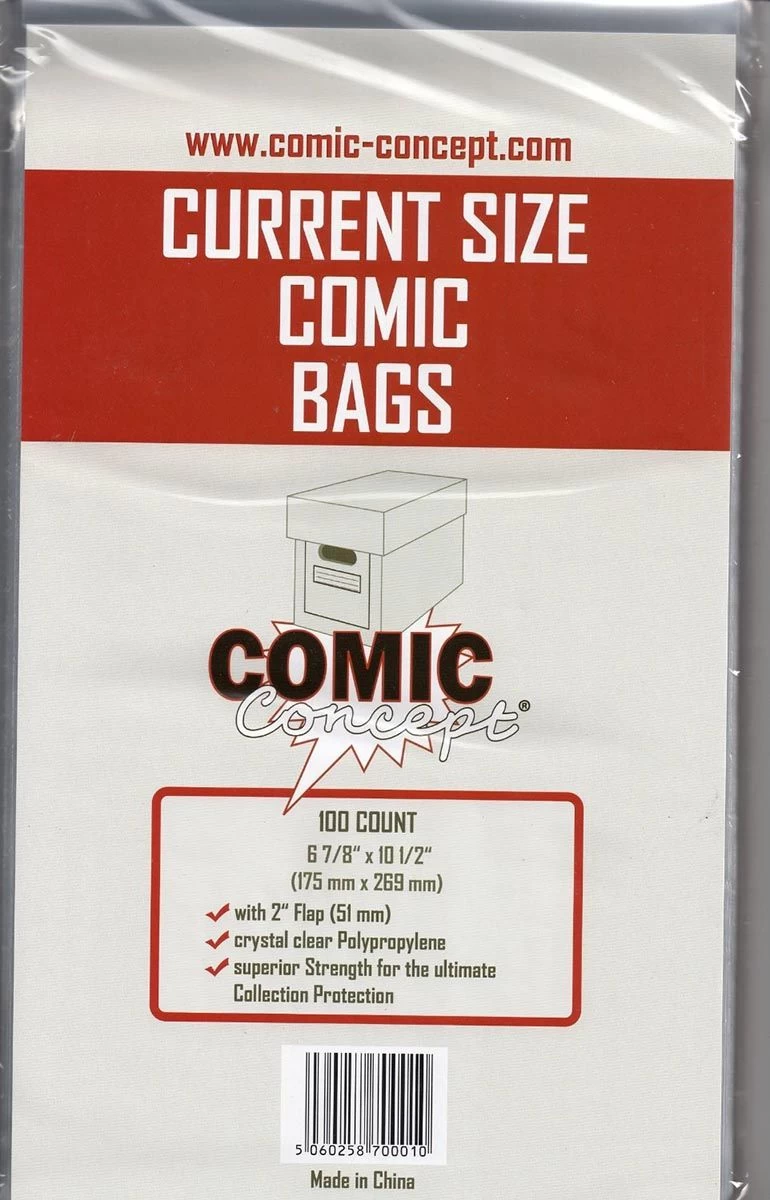 www.comic-concept.com
CURRENT SIZE
COMIC
BAGS
COMIC
Concept®
100 COUNT
6 7/8“ x 10 1/2“
(175 mm x 269 mm)
with 2“ Flap (51 mm)
crystal clear Polypropylene
superior Strength for the ultimate
Collection Protection
5 060258 700010
Made in China